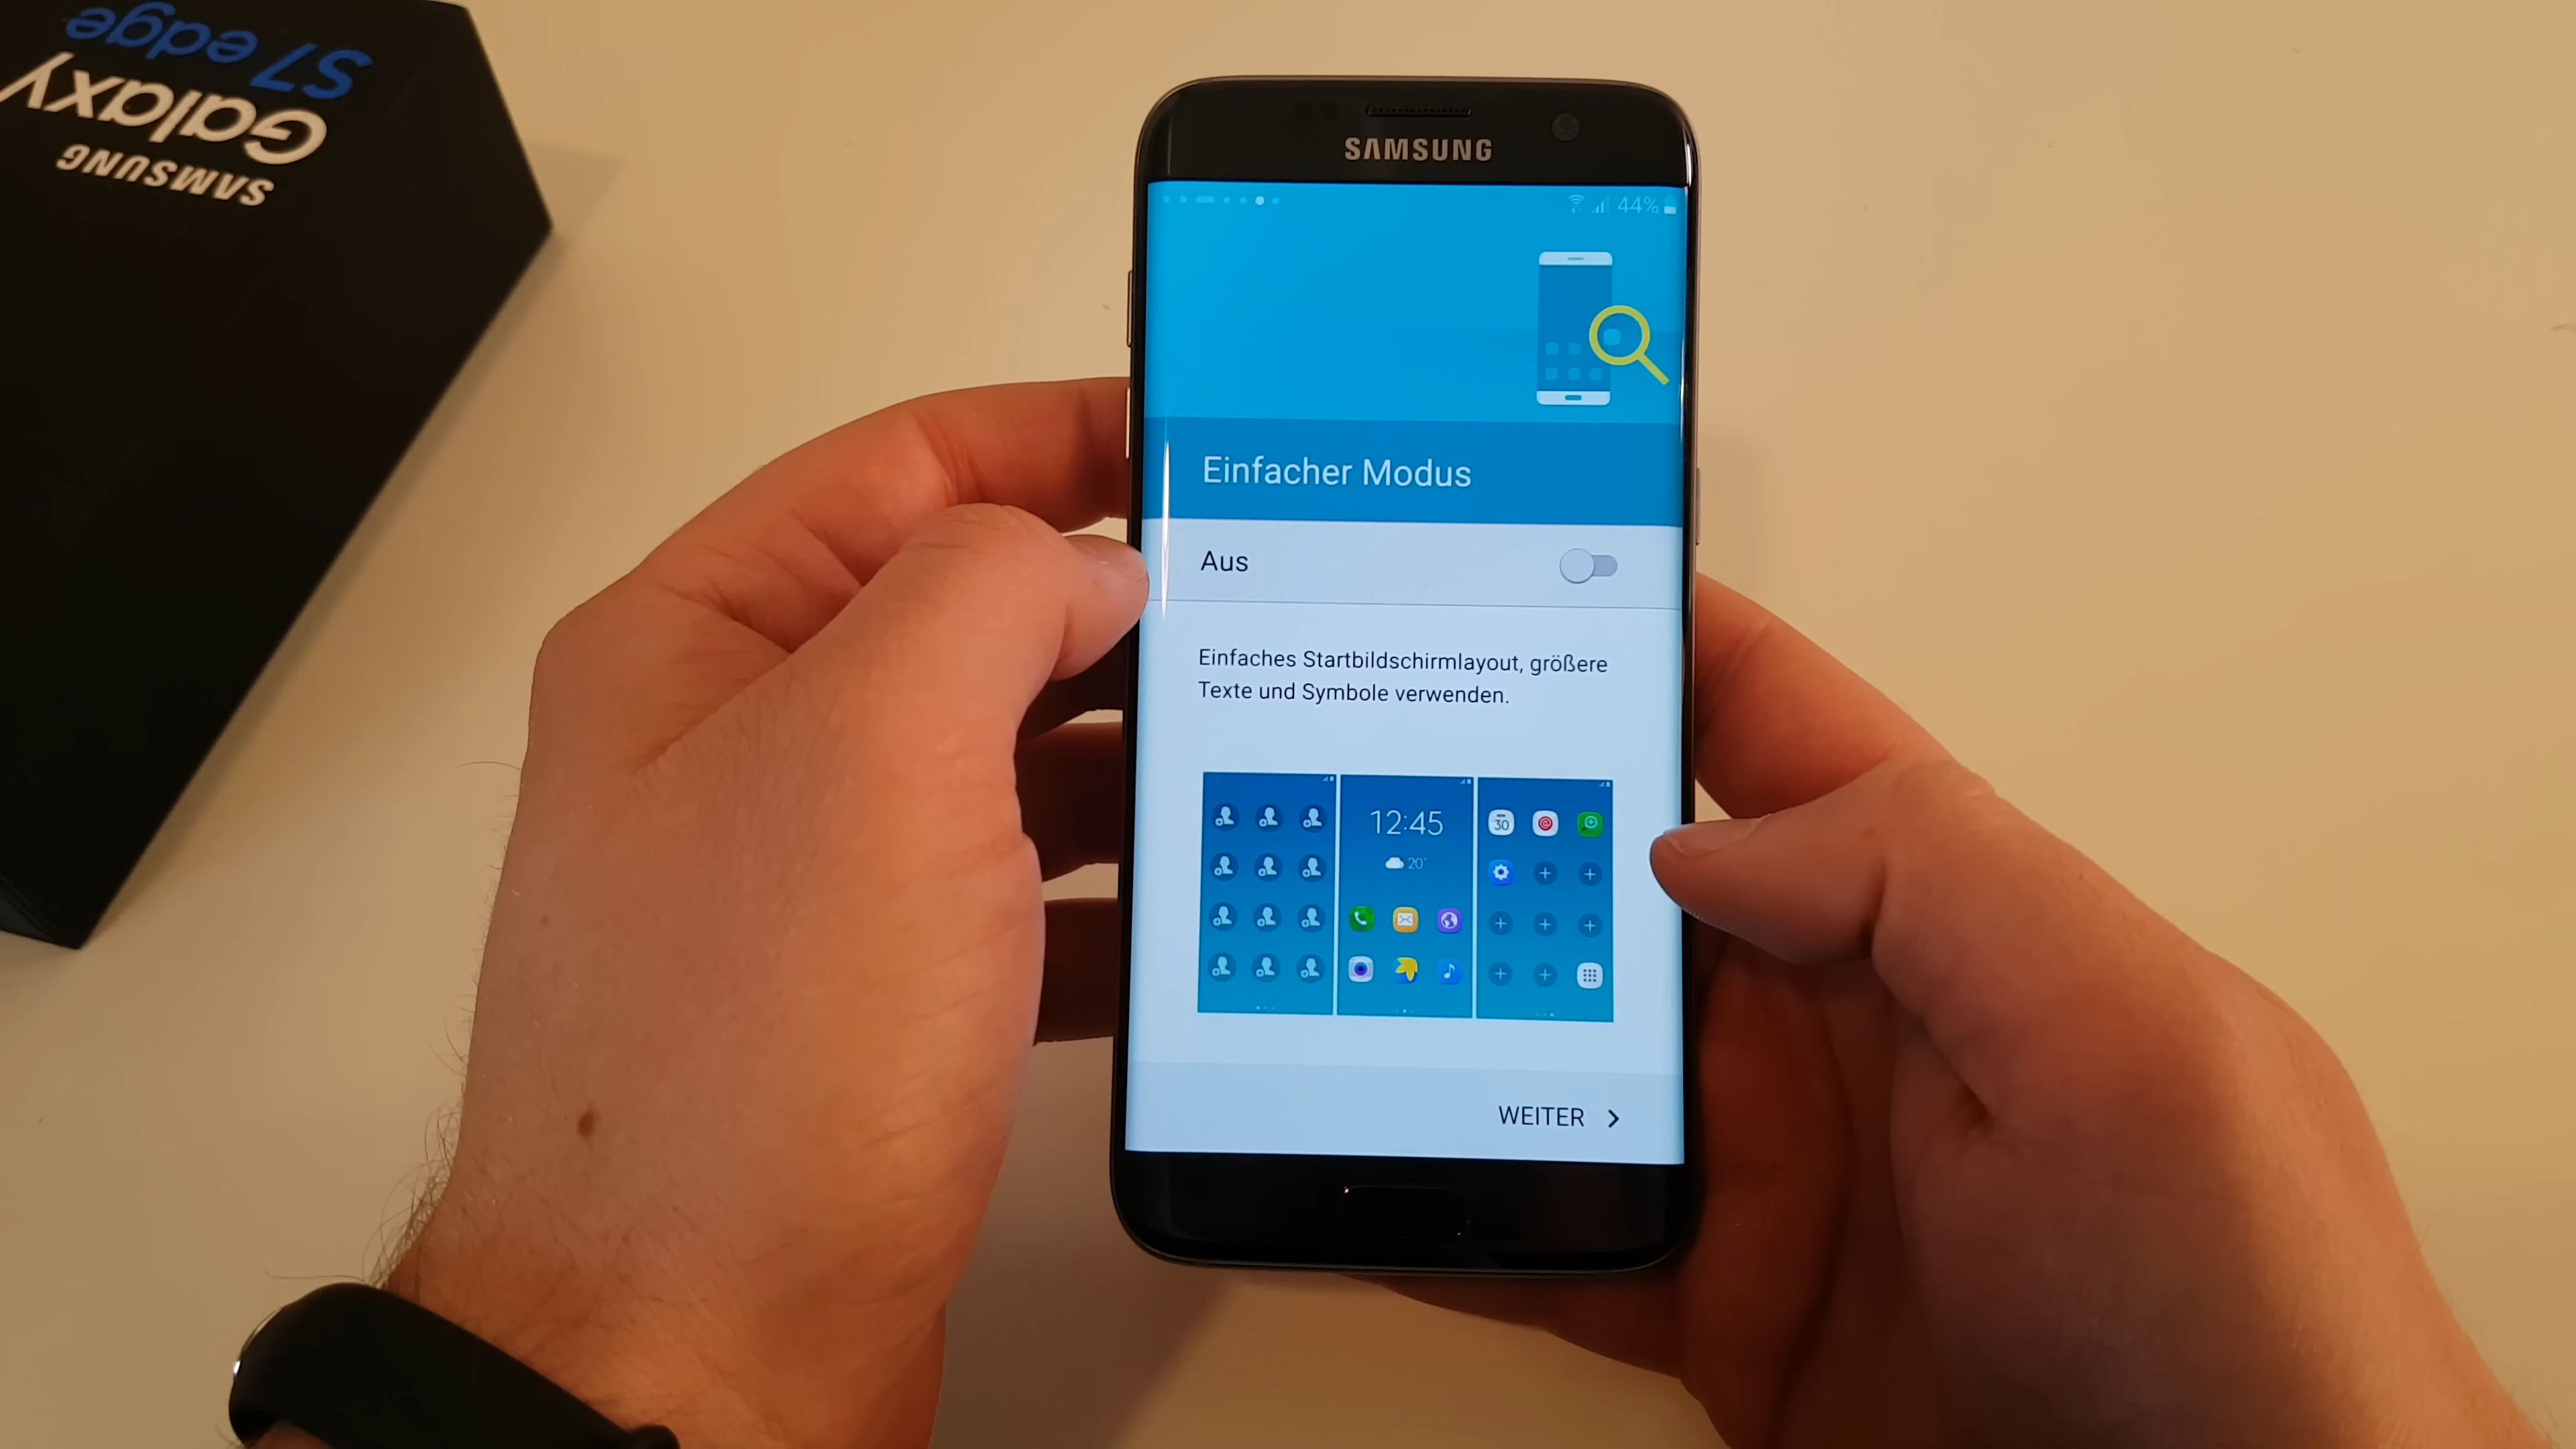 SAMSUNG
Galaxy
S7 edge
SAMSUNG
44%
Einfacher Modus
Aus
Einfaches Startbildschirmlayout, größere
Texte und Symbole verwenden.
12:45
20°
30
WEITER